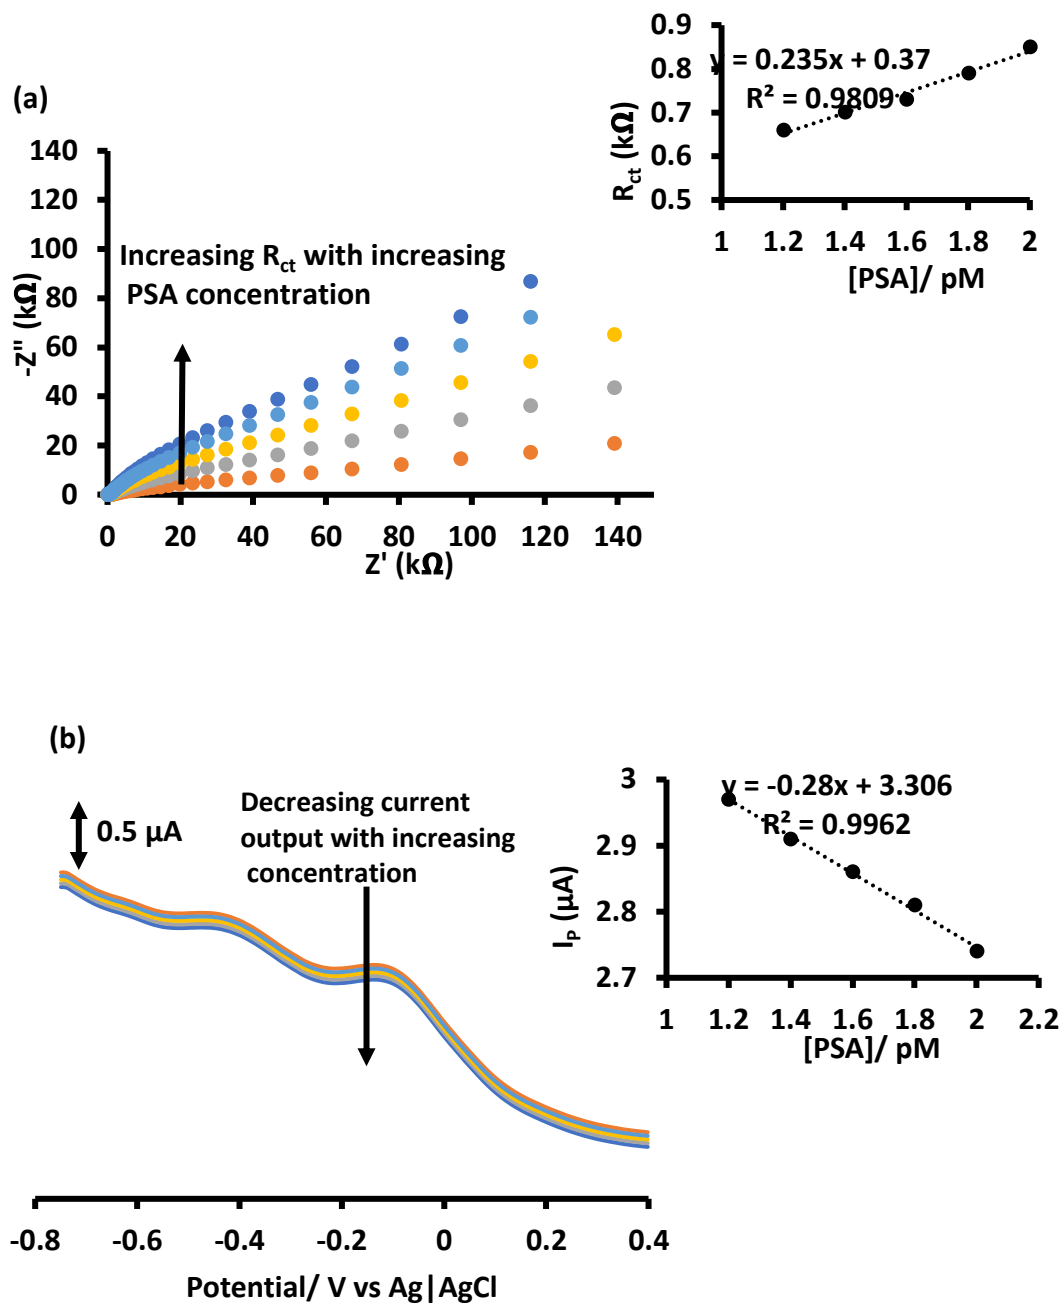 (a)
140
120
100
80
60
40
20
0
-Z" (kΩ)
Increasing Rct with increasing
PSA concentration
0 20 40 60 80 100 120 140
Z' (kΩ)
0.9
0.8
0.7
0.6
0.5
Rct (kΩ)
y = 0.235x + 0.37
R² = 0.9809
1 1.2 1.4 1.6 1.8 2
[PSA]/ pM
(b)
0.5 µA
Decreasing current
output with increasing
concentration
-0.8 -0.6 -0.4 -0.2 0 0.2 0.4
Potential/ V vs Ag|AgCl
3
2.9
2.8
2.7
IP (µA)
y = -0.28x + 3.306
R² = 0.9962
1 1.2 1.4 1.6 1.8 2 2.2
[PSA]/ pM